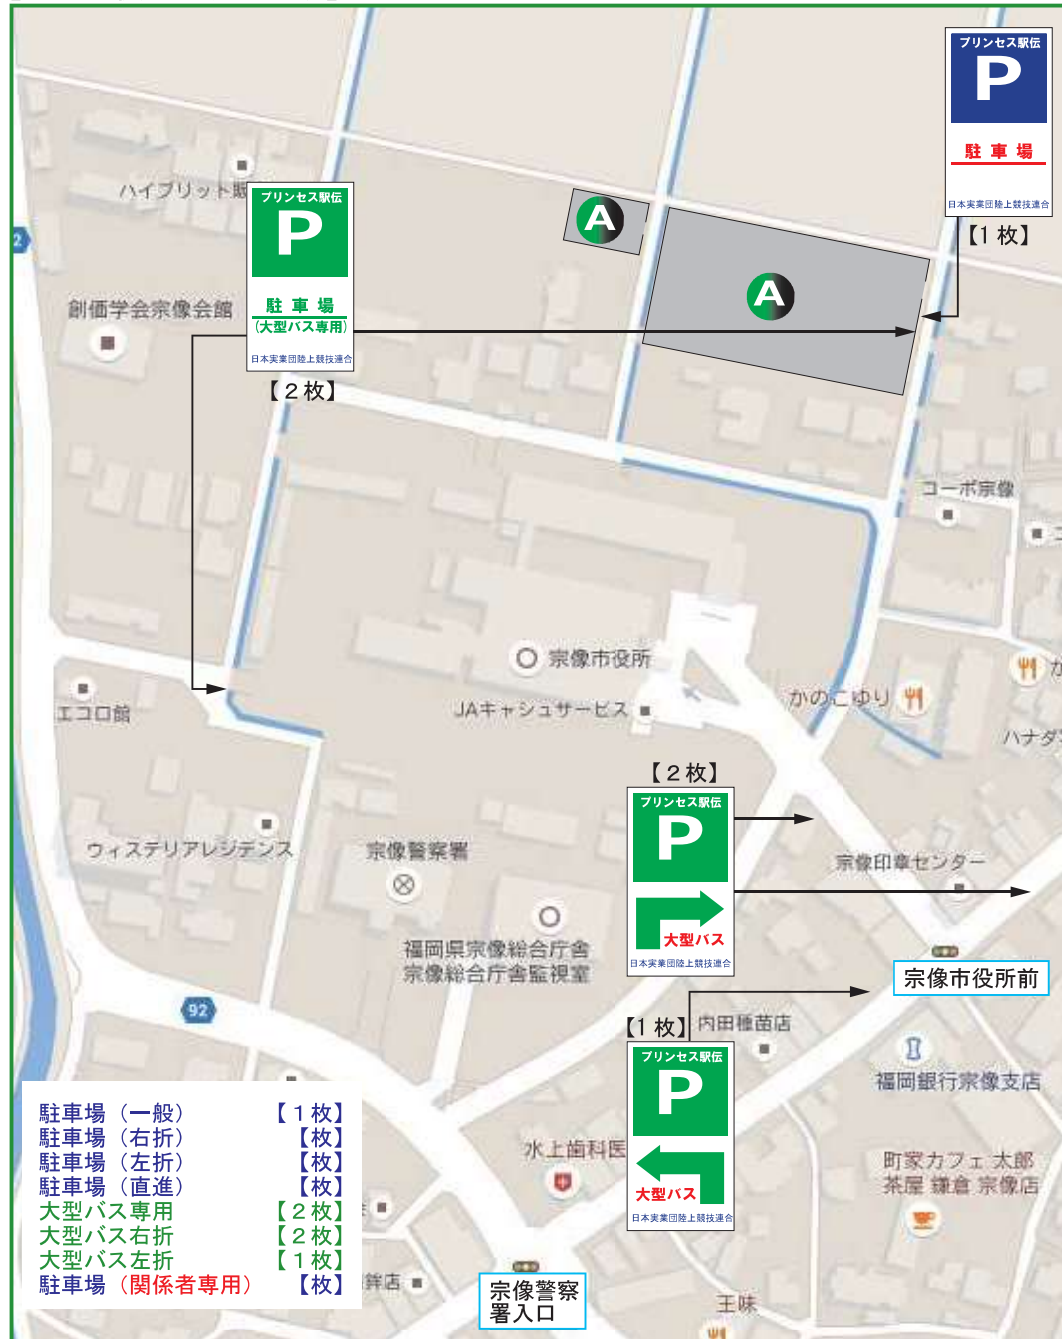 プリンセス駅伝
P
駐車場
日本実業団陸上競技連合
【1枚】
ハイブリット販
プリンセス駅伝
P
駐車場
(大型バス専用)
日本実業団陸上競技連合
【2枚】
A
A
2
創価学会宗像会館
コーポ宗像
宗像市役所
JAキャシュサービス
かのこゆり
か
ハナダ
エコロ館
【2枚】
プリンセス駅伝
P
大型バス
日本実業団陸上競技連合
ウィステリアレジデンス
宗像警察署
宗像印章センター
福岡県宗像総合庁舎
宗像総合庁舎監視室
宗像市役所前
92
【1枚】
内田種苗店
プリンセス駅伝
P
大型バス
日本実業団陸上競技連合
福岡銀行宗像支店
水上歯科医
町家カフェ 太郎
茶屋 鎌倉 宗像店
駐車場（一般）【1枚】
駐車場（右折）【枚】
駐車場（左折）【枚】
駐車場（直進）【枚】
大型バス専用【2枚】
大型バス右折【2枚】
大型バス左折【1枚】
駐車場（関係者専用）【枚】
鉾店
宗像警察
署入口
王味